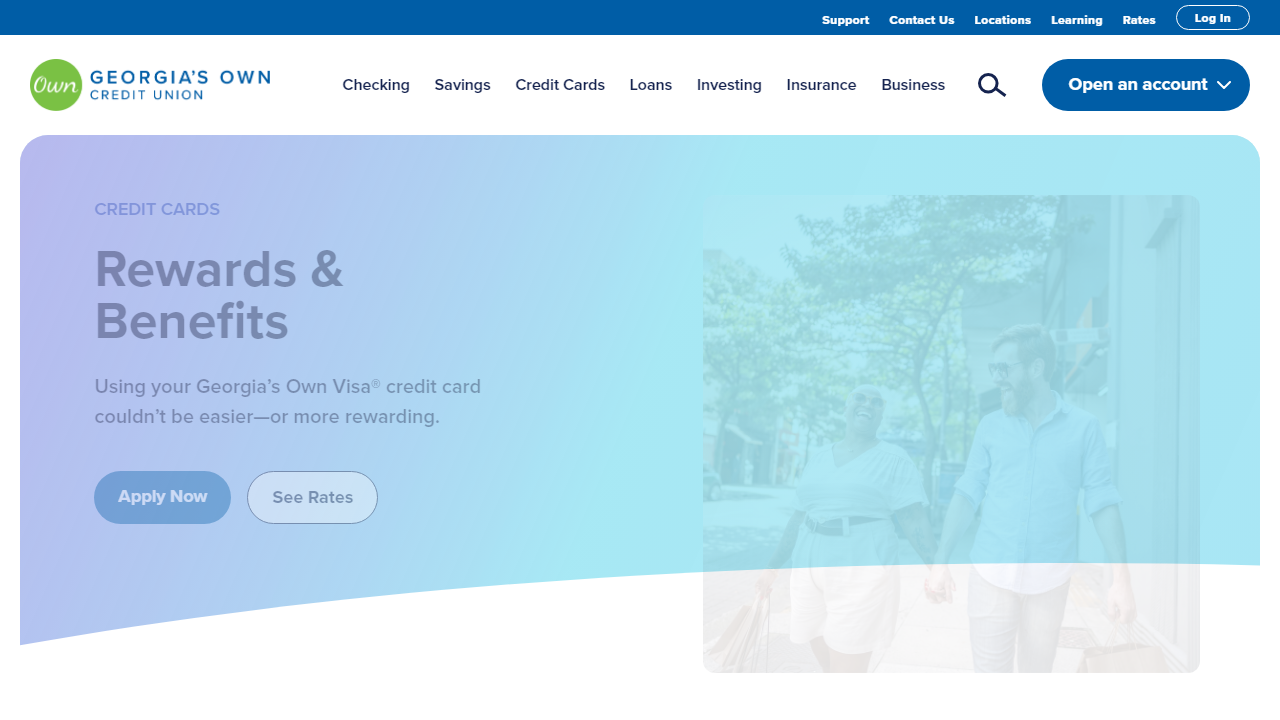 Support Contact Us Locations Learning Rates Log In
Own GEORGIA'S OWN
CREDIT UNION
Checking Savings Credit Cards Loans Investing Insurance Business Open an account
CREDIT CARDS
Rewards &
Benefits
Using your Georgia's Own Visa® credit card
couldn't be easier—or more rewarding.
Apply Now See Rates